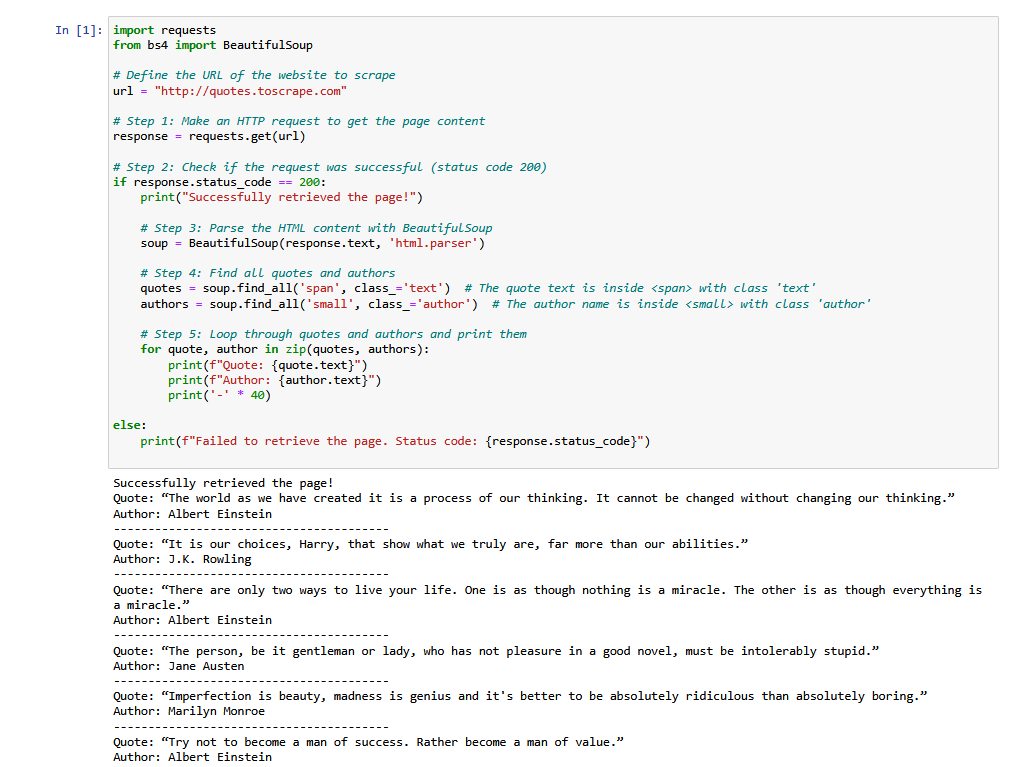 In [1]: import requests
from bs4 import BeautifulSoup
# Define the URL of the website to scrape
url = "http://quotes.toscrape.com"
# Step 1: Make an HTTP request to get the page content
response = requests.get(url)
# Step 2: Check if the request was successful (status code 200)
if response.status_code == 200:
    print("Successfully retrieved the page!")
    # Step 3: Parse the HTML content with BeautifulSoup
    soup = BeautifulSoup(response.text, 'html.parser')
    # Step 4: Find all quotes and authors
    quotes = soup.find_all('span', class_='text')  # The quote text is inside <span> with class 'text'
    authors = soup.find_all('small', class_='author')  # The author name is inside <small> with class 'author'
    # Step 5: Loop through quotes and authors and print them
    for quote, author in zip(quotes, authors):
        print(f"Quote: {quote.text}")
        print(f"Author: {author.text}")
        print('-' * 40)
else:
    print(f"Failed to retrieve the page. Status code: {response.status_code}")
Successfully retrieved the page!
Quote: “The world as we have created it is a process of our thinking. It cannot be changed without changing our thinking.”
Author: Albert Einstein
----------------------------------------
Quote: “It is our choices, Harry, that show what we truly are, far more than our abilities.”
Author: J.K. Rowling
----------------------------------------
Quote: “There are only two ways to live your life. One is as though nothing is a miracle. The other is as though everything is
a miracle.”
Author: Albert Einstein
----------------------------------------
Quote: “The person, be it gentleman or lady, who has not pleasure in a good novel, must be intolerably stupid.”
Author: Jane Austen
----------------------------------------
Quote: “Imperfection is beauty, madness is genius and it's better to be absolutely ridiculous than absolutely boring.”
Author: Marilyn Monroe
----------------------------------------
Quote: “Try not to become a man of success. Rather become a man of value.”
Author: Albert Einstein